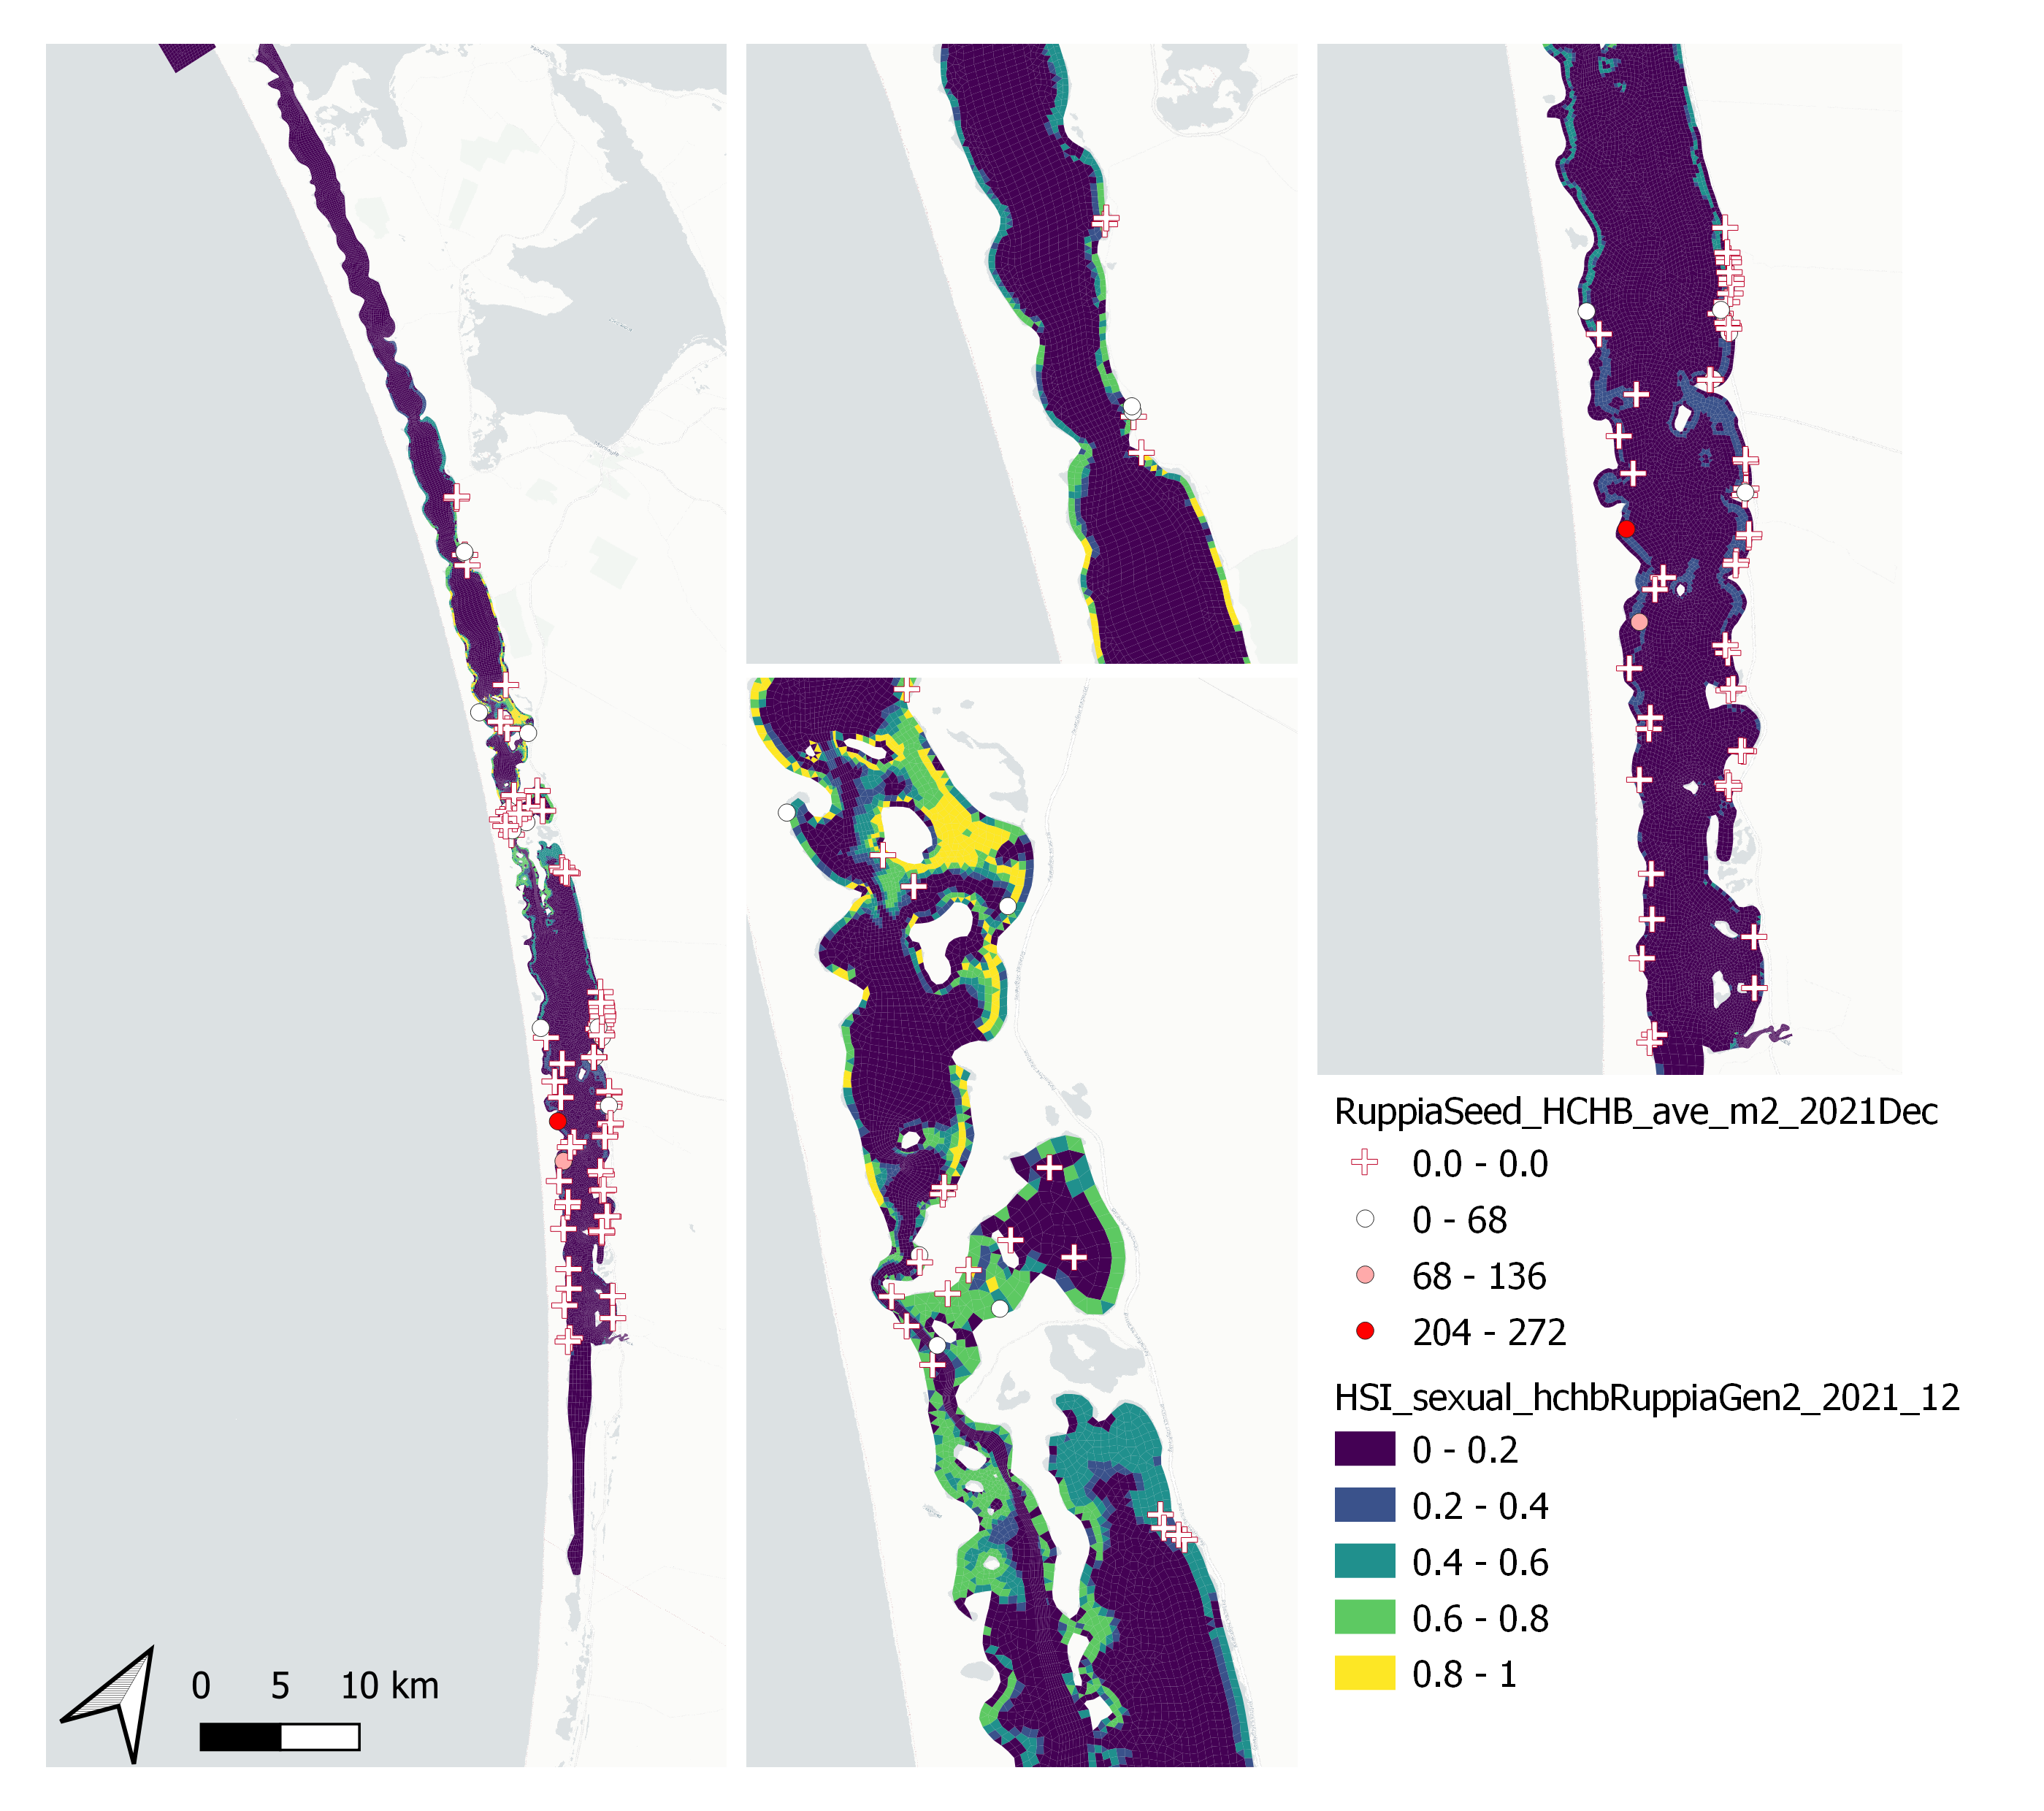 RuppiaSeed_HCHB_ave_m2_2021Dec
0.0 - 0.0
0 - 68
68 - 136
204 - 272
HSI_sexual_hchbRuppiaGen2_2021_12
0 - 0.2
0.2 - 0.4
0.4 - 0.6
0.6 - 0.8
0.8 - 1
0 5 10 km